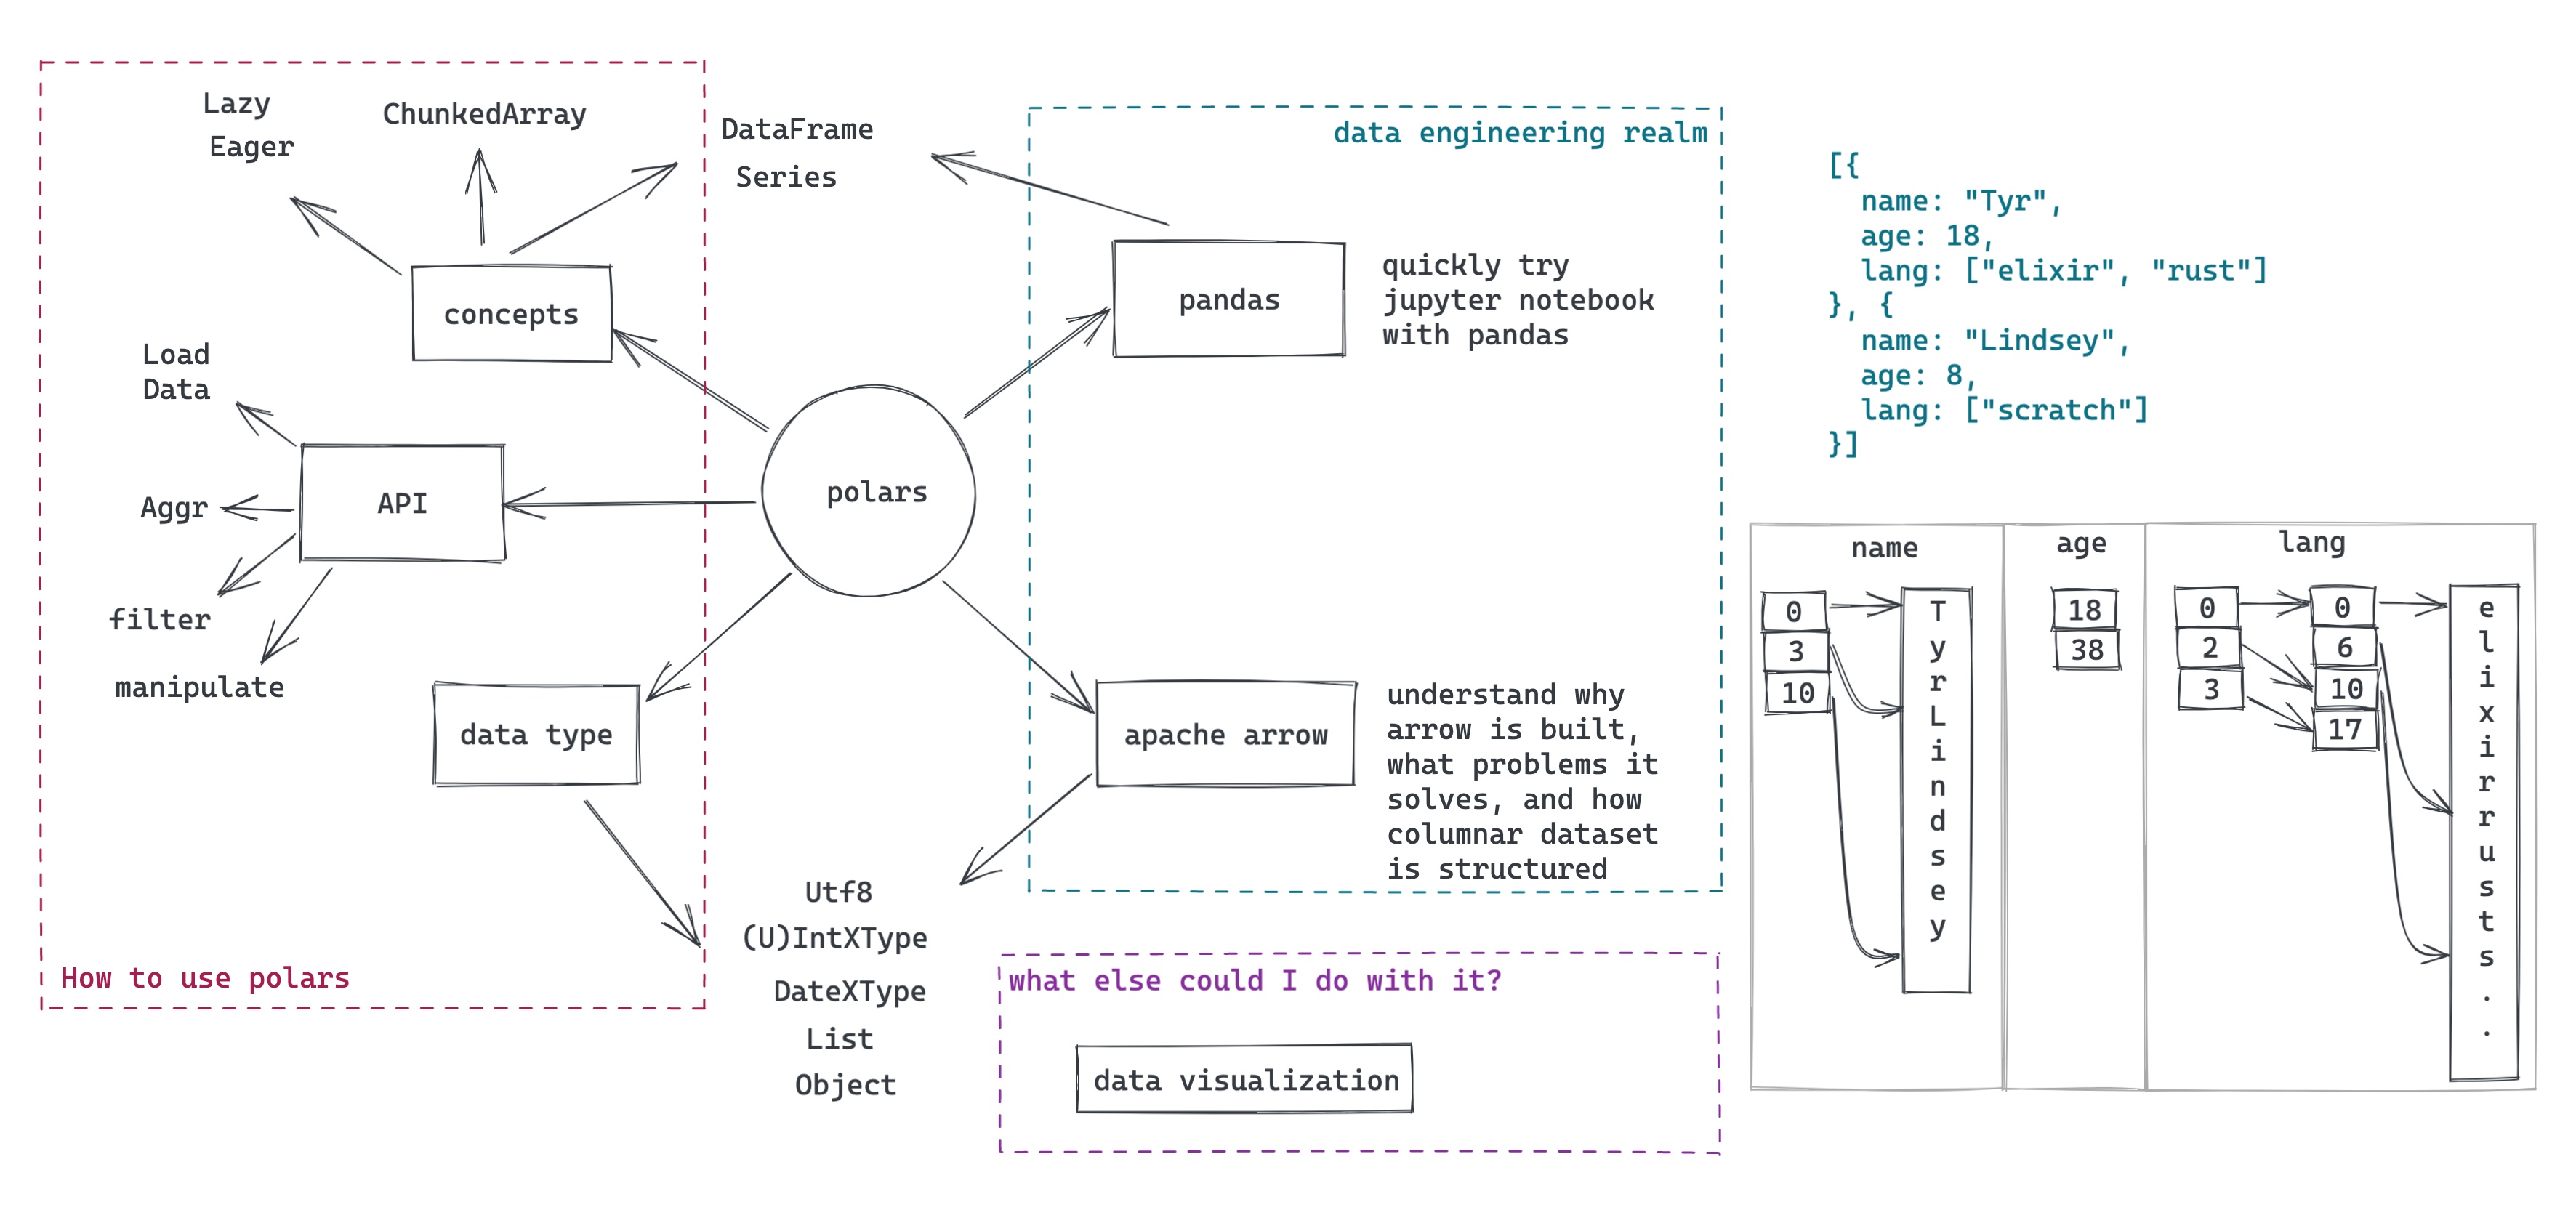 Lazy
Eager
ChunkedArray
DataFrame
Series
concepts
Load
Data
API
Aggr
filter
manipulate
data type
How to use polars
polars
data engineering realm
pandas
quickly try
jupyter notebook
with pandas
apache arrow
understand why
arrow is built,
what problems it
solves, and how
columnar dataset
is structured
Utf8
(U)IntXType
DateXType
List
Object
what else could I do with it?
data visualization
[{
name: "Tyr",
age: 18,
lang: ["elixir", "rust"]
}, {
name: "Lindsey",
age: 8,
lang: ["scratch"]
}]
name
0
3
10
T
y
r
L
i
n
d
s
e
y
age
18
38
lang
0
2
3
0
6
10
17
e
l
i
x
i
r
r
u
s
t
s
.
.